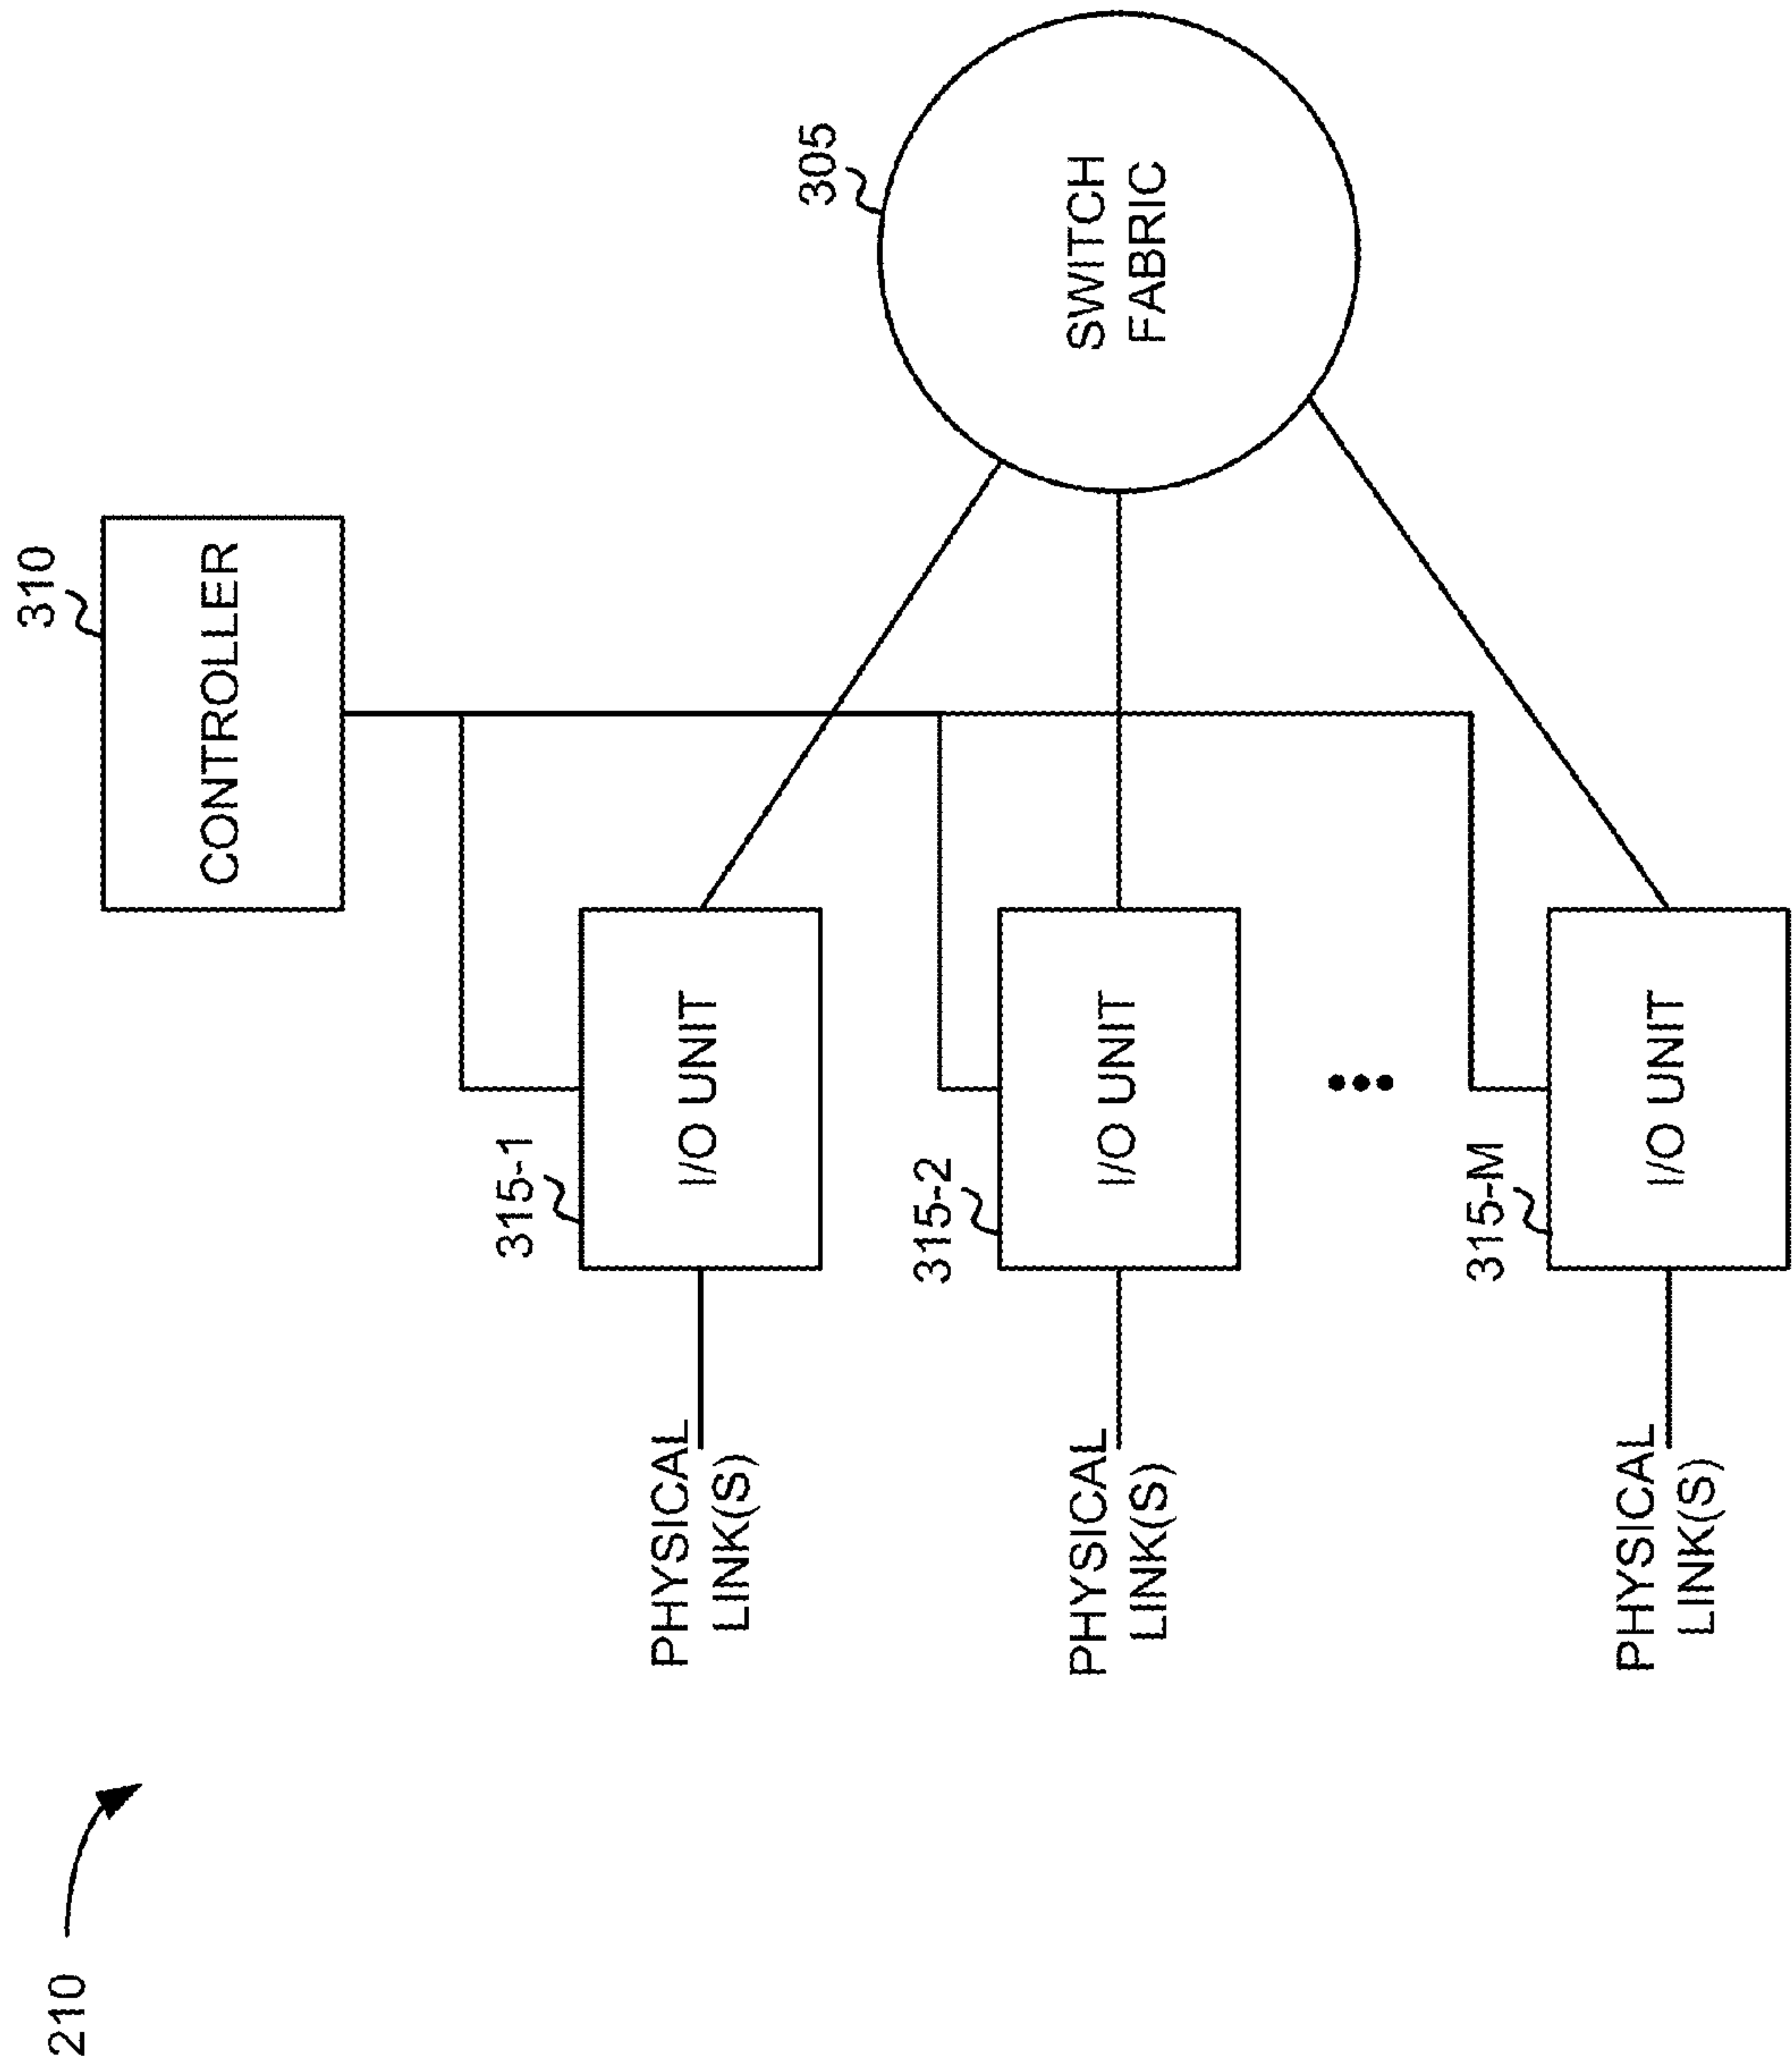 210
310
CONTROLLER
315-1
I/O UNIT
PHYSICAL
LINK(S)
305
SWITCH
FABRIC
315-2
I/O UNIT
PHYSICAL
LINK(S)
315-M
I/O UNIT
PHYSICAL
LINK(S)